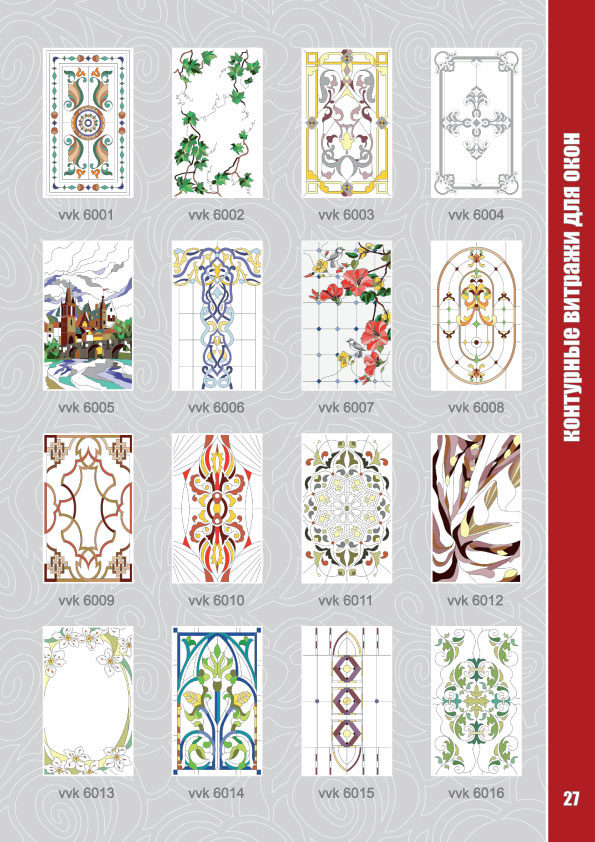 vvk 6001
vvk 6002
vvk 6003
vvk 6004
vvk 6005
vvk 6006
vvk 6007
vvk 6008
vvk 6009
vvk 6010
vvk 6011
vvk 6012
vvk 6013
vvk 6014
vvk 6015
vvk 6016
контурные витражи для окон
27